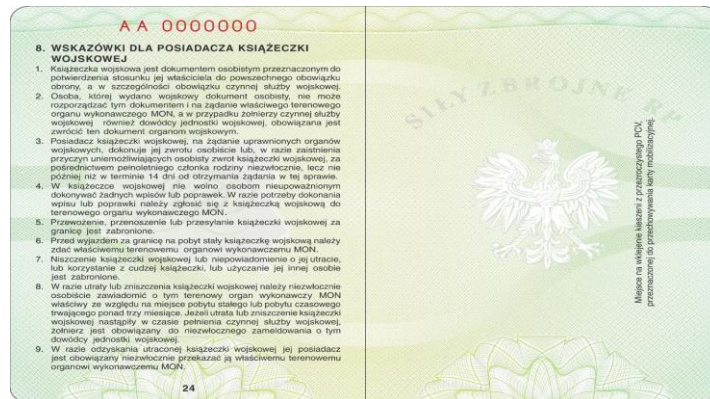 AA 0000000
8. WSKAZÓWKI DLA POSIADACZA KSIĄŻECZKI
WOJSKOWEJ
1. Książeczka wojskowa jest dokumentem osobistym przeznaczonym do
potwierdzenia stosunku jej właściciela do powszechnego obowiązku
obrony, a w szczególności obowiązku czynnej służby wojskowej.
2. Osoba, której wydano wojskowy dokument osobisty, nie może
rozporządzać tym dokumentem i na żądanie właściwego terenowego
organu wykonawczego MON, a w przypadku żołnierzy czynnej służby
wojskowej również dowódcy jednostki wojskowej, obowiązana jest
zwrócić ten dokument organom wojskowym.
3. Posiadacz książeczki wojskowej, na żądanie uprawnionych organów
wojskowych, dokonuje jej zwrotu osobiście lub, w razie zaistnienia
przyczyn uniemożliwiających osobisty zwrot książeczki wojskowej, za
pośrednictwem pełnoletniego członka rodziny niezwłocznie, lecz nie
później niż w terminie 14 dni od otrzymania żądania w tej sprawie.
4. W książeczce wojskowej nie wolno osobom nieupoważnionym
dokonywać żadnych wpisów lub poprawek. W razie potrzeby dokonania
wpisu lub poprawki należy zgłosić się z książeczką wojskową do
terenowego organu wykonawczego MON.
5. Przewożenie, przenoszenie lub przesyłanie książeczki wojskowej za
granicę jest zabronione.
6. Przed wyjazdem za granicę na pobyt stały książeczkę wojskową należy
zdać właściwemu terenowemu organowi wykonawczemu MON.
7. Niszczenie książeczki wojskowej lub niepowiadomienie o jej utracie,
lub korzystanie z cudzej książeczki, lub użyczanie jej innej osobie
jest zabronione.
8. W razie utraty lub zniszczenia książeczki wojskowej należy niezwłocznie
osobiście zawiadomić o tym terenowy organ wykonawczy MON
właściwy ze względu na miejsce pobytu stałego lub pobytu czasowego
trwającego ponad trzy miesiące. Jeżeli utrata lub zniszczenie książeczki
wojskowej nastąpiły w czasie pełnienia czynnej służby wojskowej,
żołnierz jest obowiązany do niezwłocznego zameldowania o tym
dowódcy jednostki wojskowej.
9. W razie odzyskania utraconej książeczki wojskowej jej posiadacz
jest obowiązany niezwłocznie przekazać ją właściwemu terenowemu
organowi wykonawczemu MON.
24
SIŁY ZBROJNE RP
Miejsce na wklejenie kieszeni z przezroczystego PCV,
przeznaczonej do przechowywania karty mobilizacyjnej.